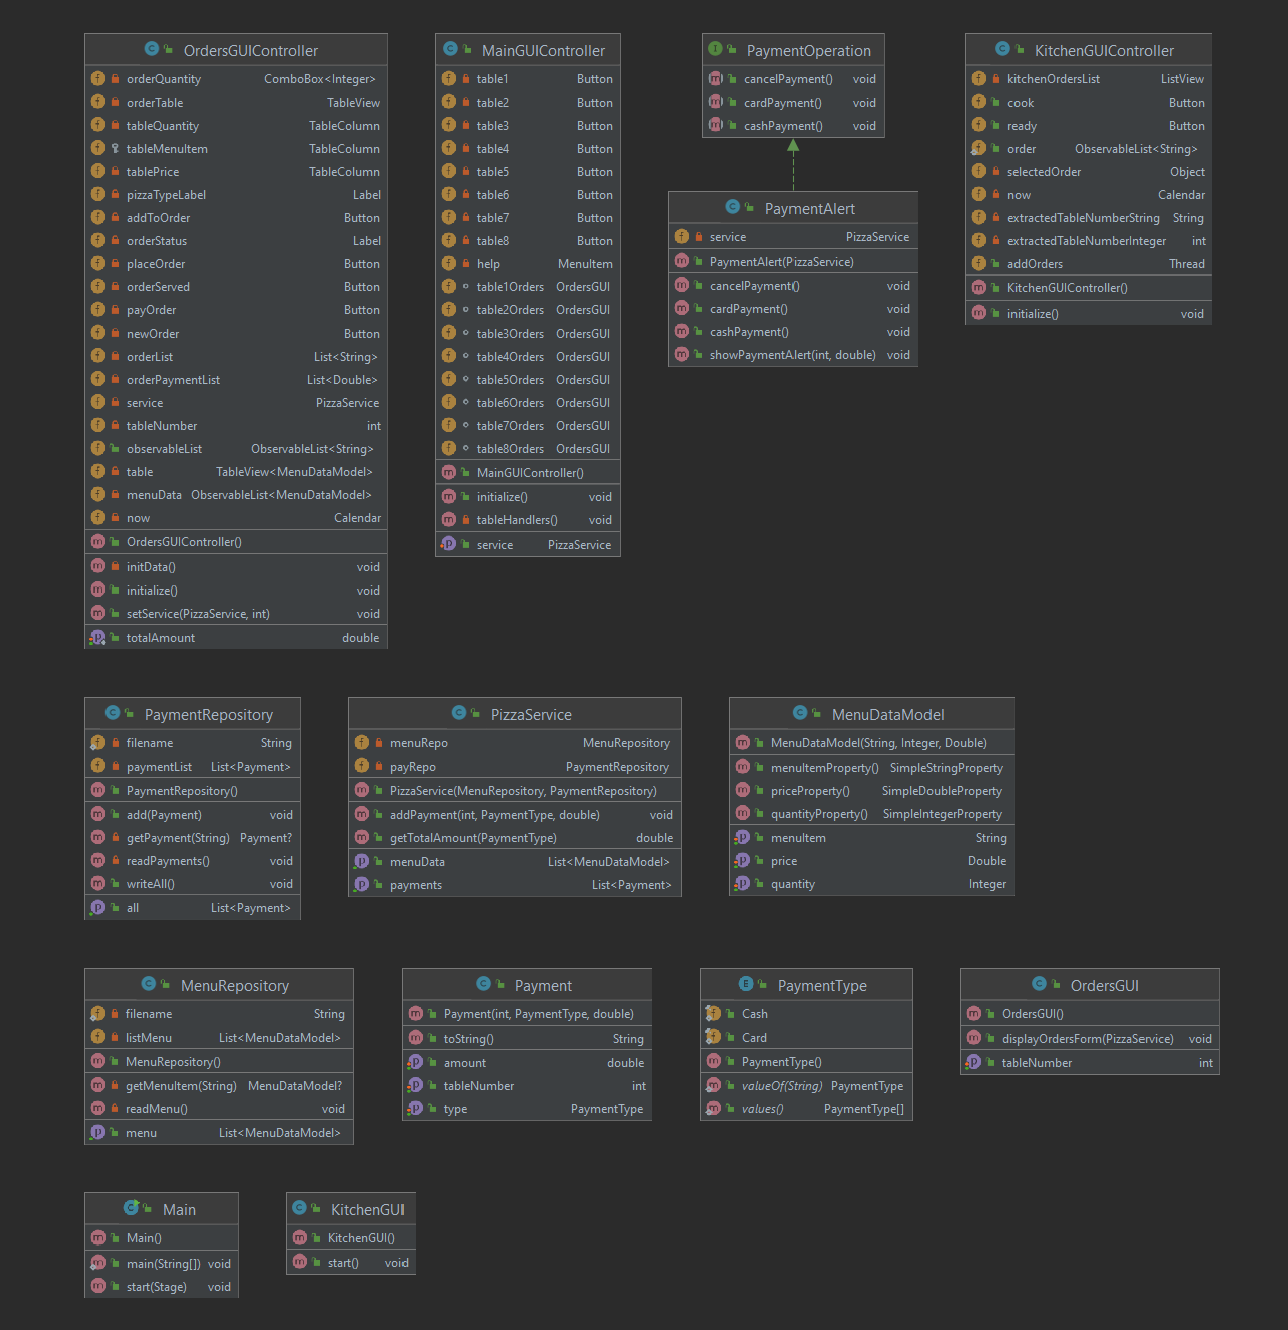 OrdersGUIController
orderQuantity ComboBox<Integer>
orderTable TableView
tableQuantity TableColumn
tableMenuItem TableColumn
tablePrice TableColumn
pizzaTypeLabel Label
addToOrder Button
orderStatus Label
placeOrder Button
orderServed Button
payOrder Button
newOrder Button
orderList List<String>
orderPaymentList List<Double>
service PizzaService
tableNumber int
observableList ObservableList<String>
table TableView<MenuDataModel>
menuData ObservableList<MenuDataModel>
now Calendar
OrdersGUIController()
initData() void
initialize() void
setService(PizzaService, int) void
totalAmount double
MainGUIController
table1 Button
table2 Button
table3 Button
table4 Button
table5 Button
table6 Button
table7 Button
table8 Button
help MenuItem
table1Orders OrdersGUI
table2Orders OrdersGUI
table3Orders OrdersGUI
table4Orders OrdersGUI
table5Orders OrdersGUI
table6Orders OrdersGUI
table7Orders OrdersGUI
table8Orders OrdersGUI
MainGUIController()
initialize() void
tableHandlers() void
service PizzaService
PaymentOperation
cancelPayment() void
cardPayment() void
cashPayment() void
PaymentAlert
service PizzaService
PaymentAlert(PizzaService)
cancelPayment() void
cardPayment() void
cashPayment() void
showPaymentAlert(int, double) void
KitchenGUIController
kitchenOrdersList ListView
cook Button
ready Button
order ObservableList<String>
selectedOrder Object
now Calendar
extractedTableNumberString String
extractedTableNumberInteger int
addOrders Thread
KitchenGUIController()
initialize() void
PaymentRepository
filename String
paymentList List<Payment>
PaymentRepository()
add(Payment) void
getPayment(String) Payment?
readPayments() void
writeAll() void
all List<Payment>
PizzaService
menuRepo MenuRepository
payRepo PaymentRepository
PizzaService(MenuRepository, PaymentRepository)
addPayment(int, PaymentType, double) void
getTotalAmount(PaymentType) double
menuData List<MenuDataModel>
payments List<Payment>
MenuDataModel
MenuDataModel(String, Integer, Double)
menuItemProperty() SimpleStringProperty
priceProperty() SimpleDoubleProperty
quantityProperty() SimpleIntegerProperty
menuItem String
price Double
quantity Integer
MenuRepository
filename String
listMenu List<MenuDataModel>
MenuRepository()
getMenuItem(String) MenuDataModel?
readMenu() void
menu List<MenuDataModel>
Payment
Payment(int, PaymentType, double)
toString() String
amount double
tableNumber int
type PaymentType
PaymentType
Cash
Card
PaymentType()
valueOf(String) PaymentType
values() PaymentType[]
OrdersGUI
OrdersGUI()
displayOrdersForm(PizzaService) void
tableNumber int
Main
Main()
main(String[]) void
start(Stage) void
KitchenGUI
KitchenGUI()
start() void